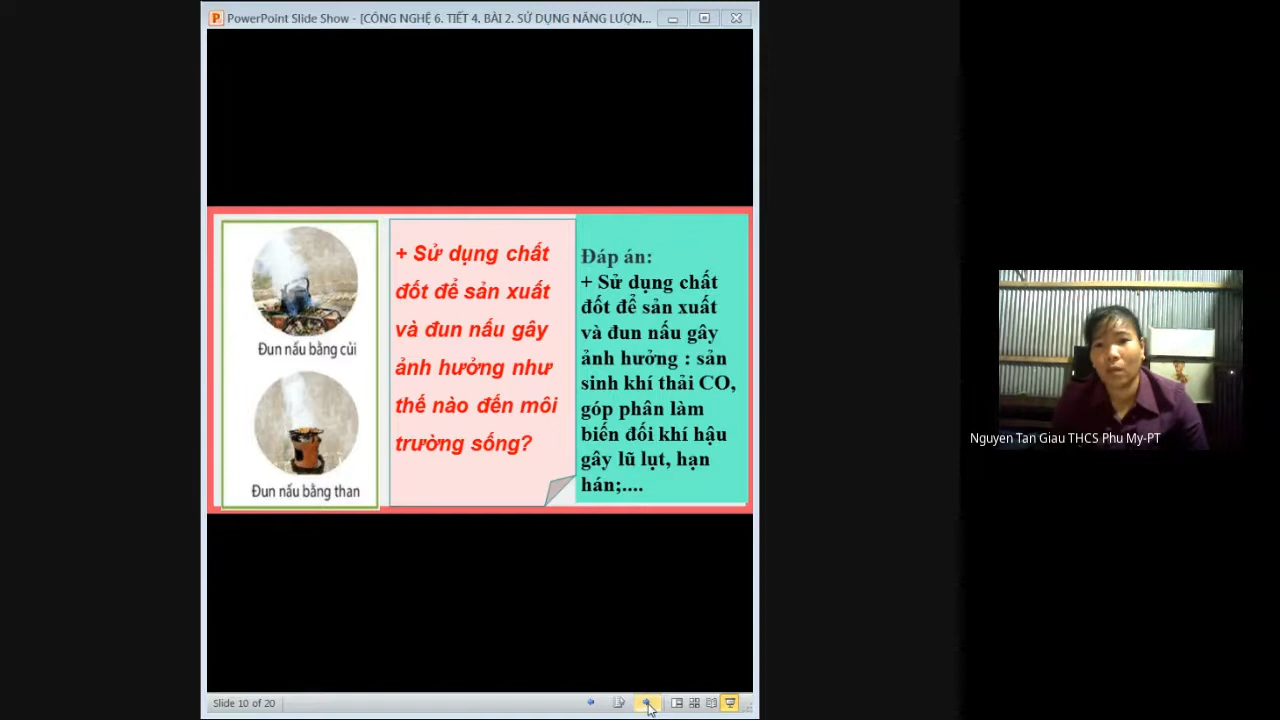 PowerPoint Slide Show - [CÔNG NGHỆ 6. TIẾT 4. BÀI 2. SỬ DỤNG NĂNG LƯỢN...
Đun nấu bằng củi
Đun nấu bằng than
+ Sử dụng chất
đốt để sản xuất
và đun nấu gây
ảnh hưởng như
thế nào đến môi
trường sống?
Đáp án:
+ Sử dụng chất
đốt để sản xuất
và đun nấu gây
ảnh hưởng : sản
sinh khí thải CO,
góp phân làm
biến đối khí hậu
gây lũ lụt, hạn
hán;....
Nguyen Tan Giau THCS Phu My-PT
Slide 10 of 20